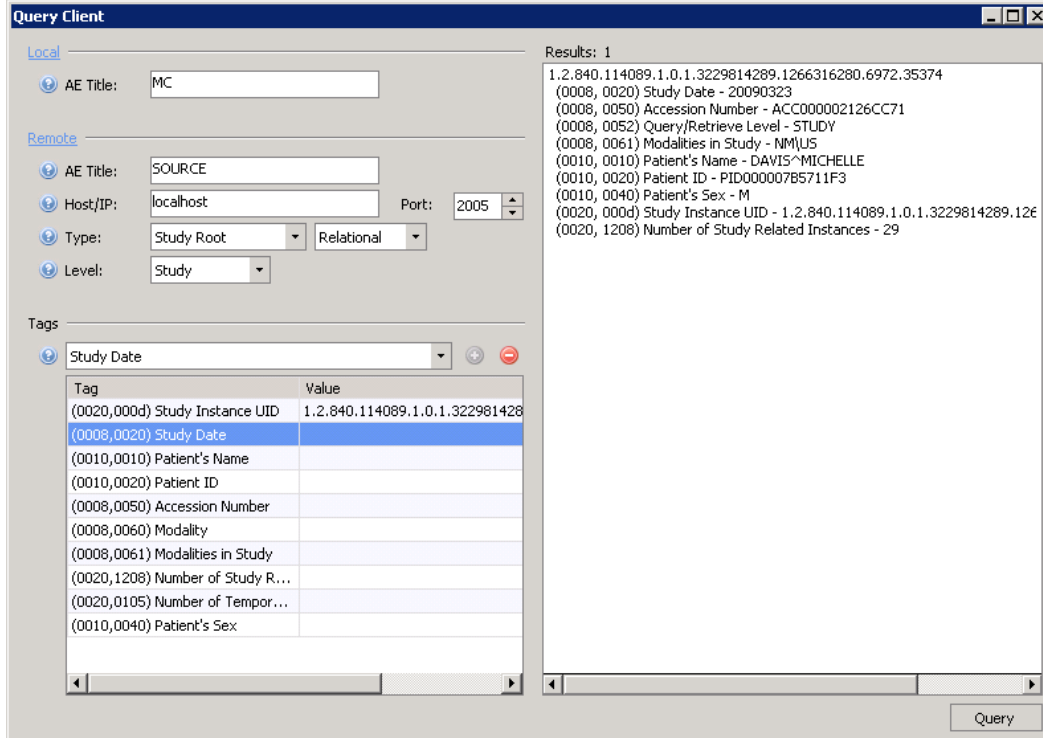 Query Client
Local
AE Title: MC
Remote
AE Title: SOURCE
Host/IP: localhost Port: 2005
Type: Study Root Relational
Level: Study
Tags
Study Date
Tag Value
(0020,000d) Study Instance UID 1.2.840.114089.1.0.1.322981428
(0008,0020) Study Date
(0010,0010) Patient's Name
(0010,0020) Patient ID
(0008,0050) Accession Number
(0008,0060) Modality
(0008,0061) Modalities in Study
(0020,1208) Number of Study R...
(0020,0105) Number of Tempor...
(0010,0040) Patient's Sex
Results: 1
1.2.840.114089.1.0.1.3229814289.1266316280.6972.35374
(0008, 0020) Study Date - 20090323
(0008, 0050) Accession Number - ACC000002126CC71
(0008, 0052) Query/Retrieve Level - STUDY
(0008, 0061) Modalities in Study - NM\US
(0010, 0010) Patient's Name - DAVIS^MICHELLE
(0010, 0020) Patient ID - PID000007B5711F3
(0010, 0040) Patient's Sex - M
(0020, 000d) Study Instance UID - 1.2.840.114089.1.0.1.3229814289.126
(0020, 1208) Number of Study Related Instances - 29
Query